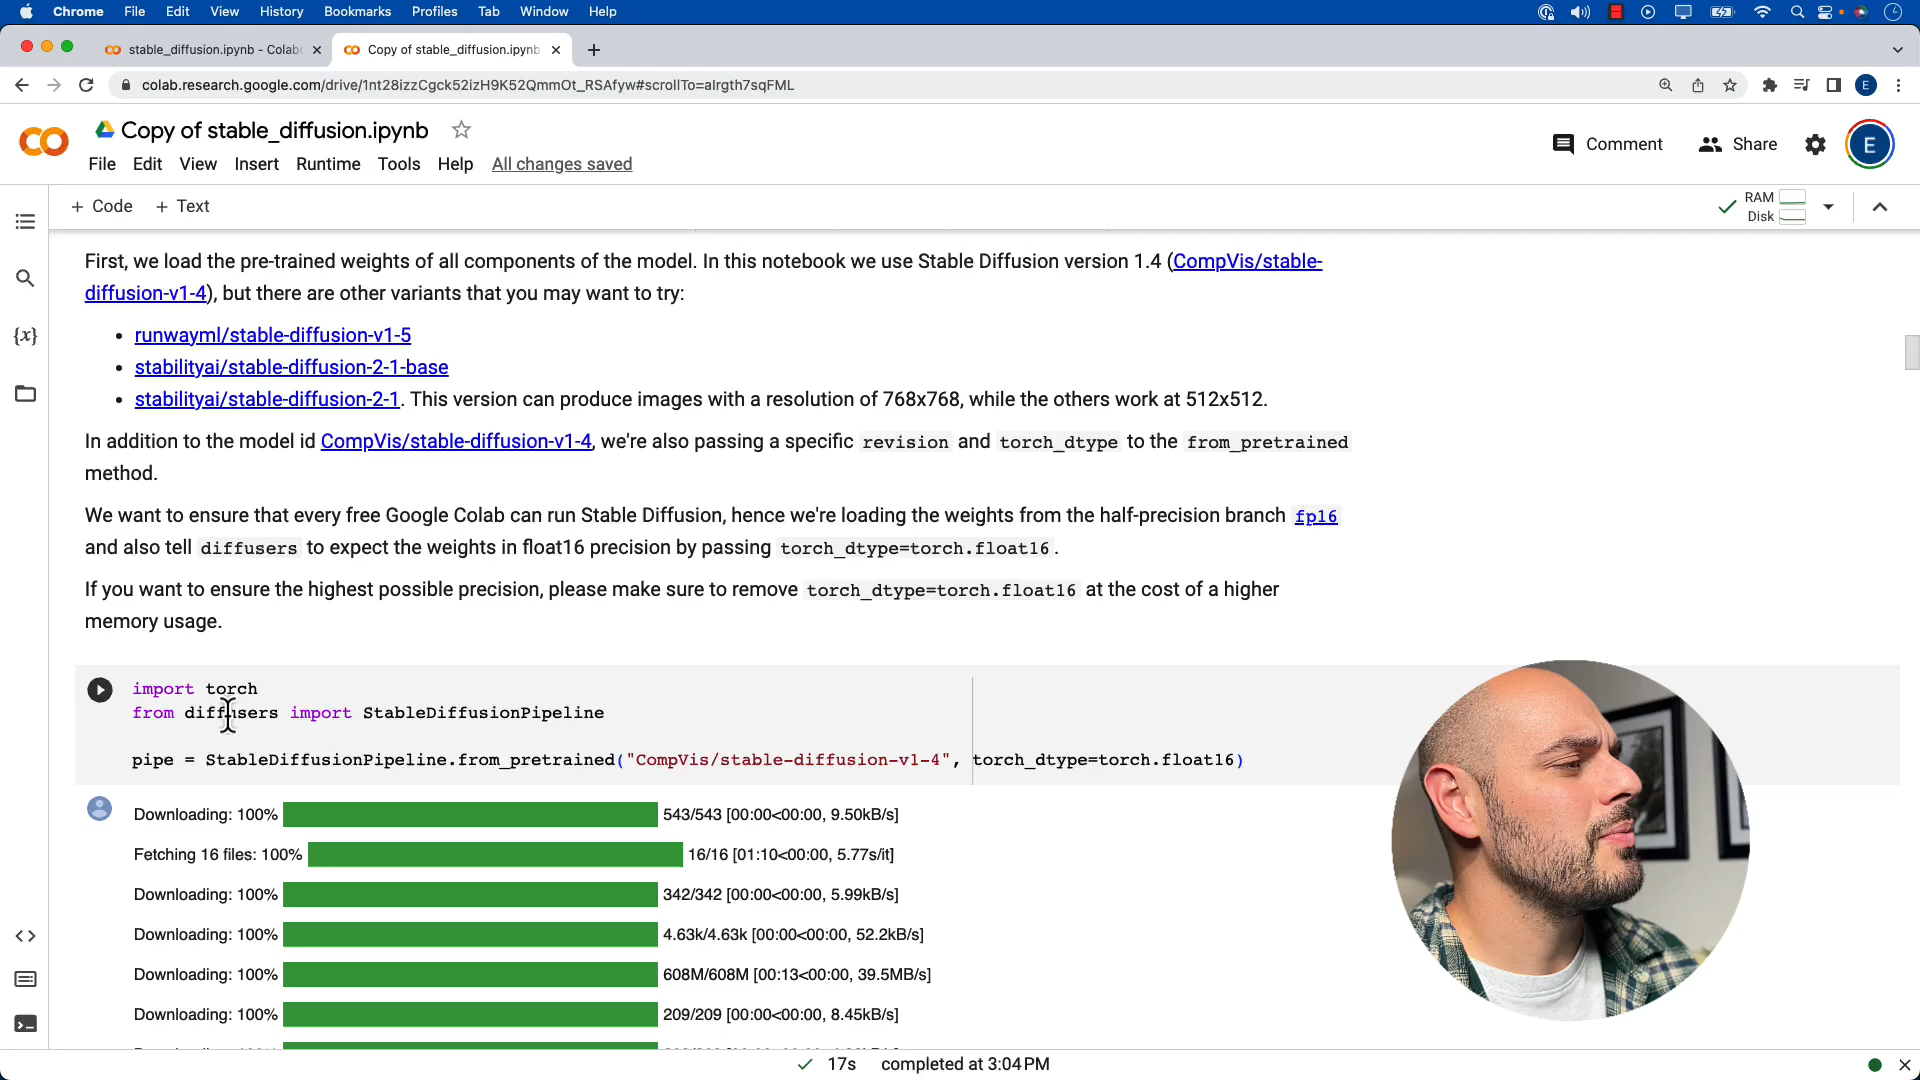 Chrome File Edit View History Bookmarks Profiles Tab Window Help
stable_diffusion.ipynb - Colab
Copy of stable_diffusion.ipynb
colab.research.google.com/drive/1nt28izzCgck52izH9K52QmmOt_RSAfyw#scrollTo=aIrgth7sqFML
E
Copy of stable_diffusion.ipynb
Comment Share E
File Edit View Insert Runtime Tools Help All changes saved
+ Code + Text
RAM
Disk
First, we load the pre-trained weights of all components of the model. In this notebook we use Stable Diffusion version 1.4 (CompVis/stable-
diffusion-v1-4), but there are other variants that you may want to try:
• runwayml/stable-diffusion-v1-5
• stabilityai/stable-diffusion-2-1-base
• stabilityai/stable-diffusion-2-1. This version can produce images with a resolution of 768x768, while the others work at 512x512.
In addition to the model id CompVis/stable-diffusion-v1-4, we're also passing a specific revision and torch_dtype to the from_pretrained
method.
We want to ensure that every free Google Colab can run Stable Diffusion, hence we're loading the weights from the half-precision branch fp16
and also tell diffusers to expect the weights in float16 precision by passing torch_dtype=torch.float16.
If you want to ensure the highest possible precision, please make sure to remove torch_dtype=torch.float16 at the cost of a higher
memory usage.
import torch
from diffusers import StableDiffusionPipeline
pipe = StableDiffusionPipeline.from_pretrained("CompVis/stable-diffusion-v1-4", torch_dtype=torch.float16)
Downloading: 100% 543/543 [00:00<00:00, 9.50kB/s]
Fetching 16 files: 100% 16/16 [01:10<00:00, 5.77s/it]
Downloading: 100% 342/342 [00:00<00:00, 5.99kB/s]
Downloading: 100% 4.63k/4.63k [00:00<00:00, 52.2kB/s]
Downloading: 100% 608M/608M [00:13<00:00, 39.5MB/s]
Downloading: 100% 209/209 [00:00<00:00, 8.45kB/s]
17s completed at 3:04 PM